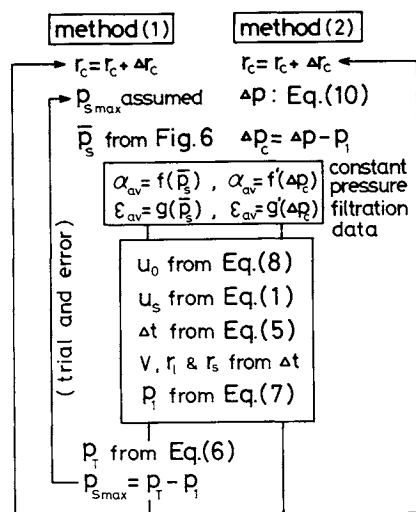 method(1) method(2)
r_c = r_c + Δr_c r_c = r_c + Δr_c
p_smax assumed Δp : Eq.(10)
p̄_s from Fig.6 Δp_c = Δp - p_1
α_av = f(p̄_s) , α_av = f'(Δp_c) constant pressure
ε_av = g(p̄_s) , ε_av = g'(Δp_c) filtration data
u_0 from Eq.(8)
u_s from Eq.(1)
Δt from Eq.(5)
V, r_l & r_s from Δt
p_1 from Eq.(7)
p_T from Eq.(6)
p_smax = p_T - p_1
(trial and error)